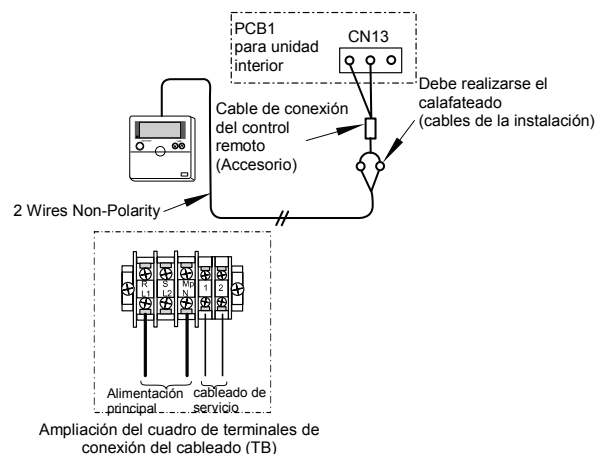 PCB1
para unidad
interior
CN13
Debe realizarse el
calafateado
(cables de la instalación)
Cable de conexión
del control
remoto
(Accesorio)
2 Wires Non-Polarity
R
L1
S
L2
Mp
N
1
2
Alimentación
principal
cableado de
servicio
Ampliación del cuadro de terminales de
conexión del cableado (TB)